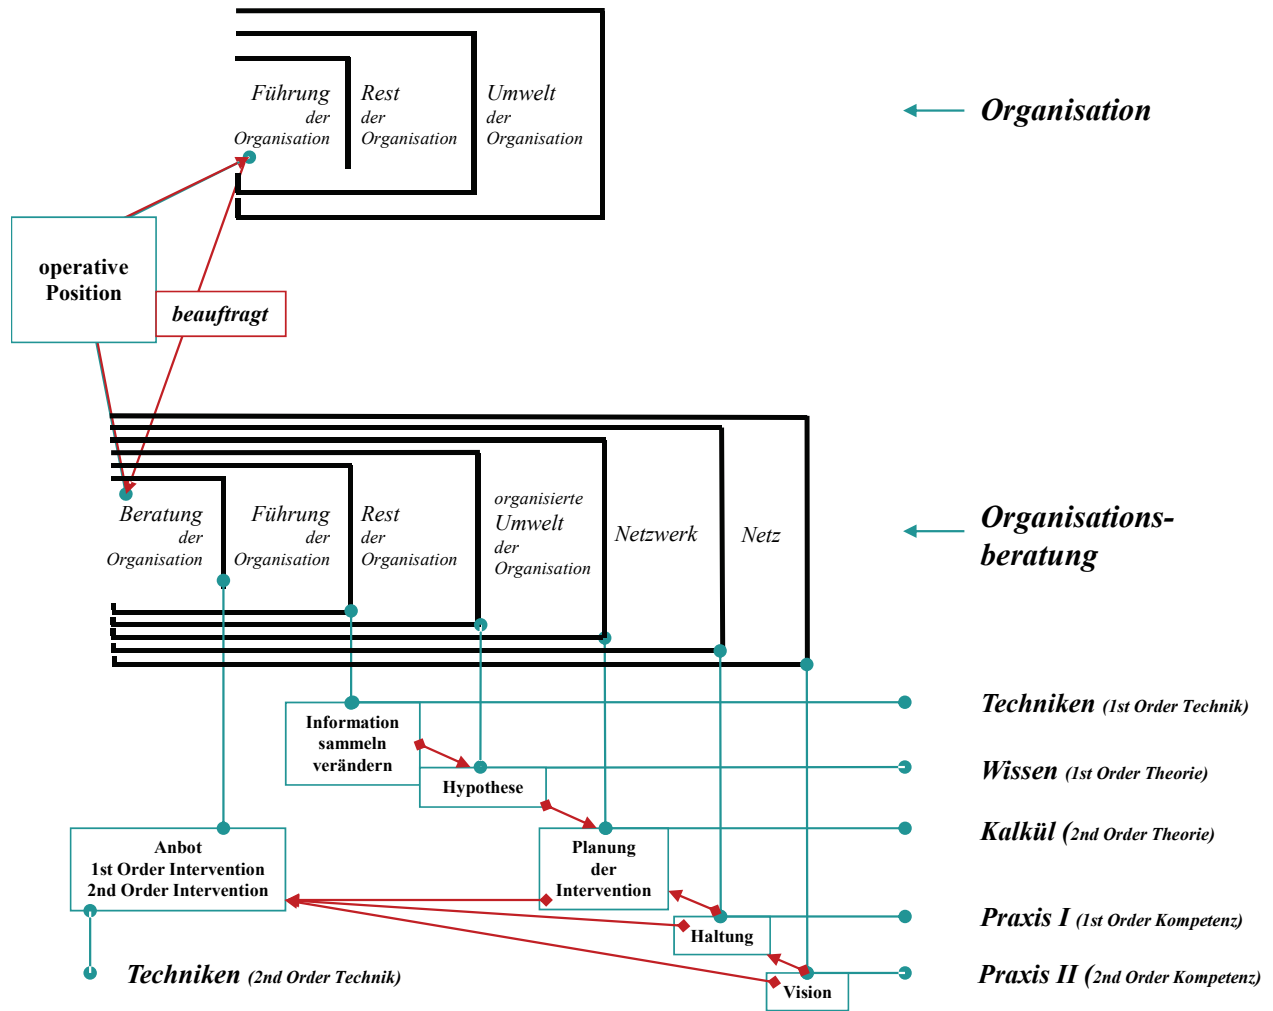 Führung
der
Organisation
Rest
der
Organisation
Umwelt
der
Organisation
Organisation
operative
Position
beauftragt
Beratung
der
Organisation
Führung
der
Organisation
Rest
der
Organisation
organisierte
Umwelt
der
Organisation
Netzwerk
Netz
Organisations-
beratung
Information
sammeln
verändern
Techniken (1st Order Technik)
Hypothese
Wissen (1st Order Theorie)
Anbot
1st Order Intervention
2nd Order Intervention
Planung
der
Intervention
Kalkül (2nd Order Theorie)
Haltung
Praxis I (1st Order Kompetenz)
Techniken (2nd Order Technik)
Vision
Praxis II (2nd Order Kompetenz)